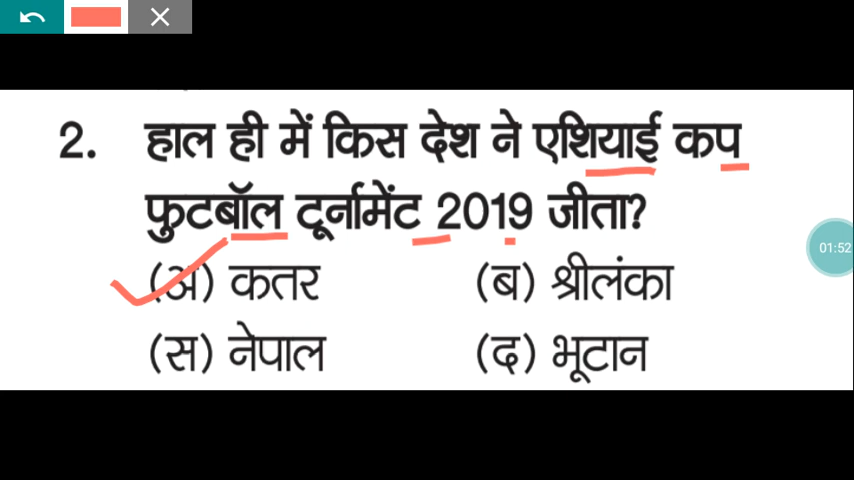 2. हाल ही में किस देश ने एशियाई कप
फुटबॉल टूर्नामेंट 2019 जीता?
(अ) कतर (ब) श्रीलंका
(स) नेपाल (द) भूटान
01:52